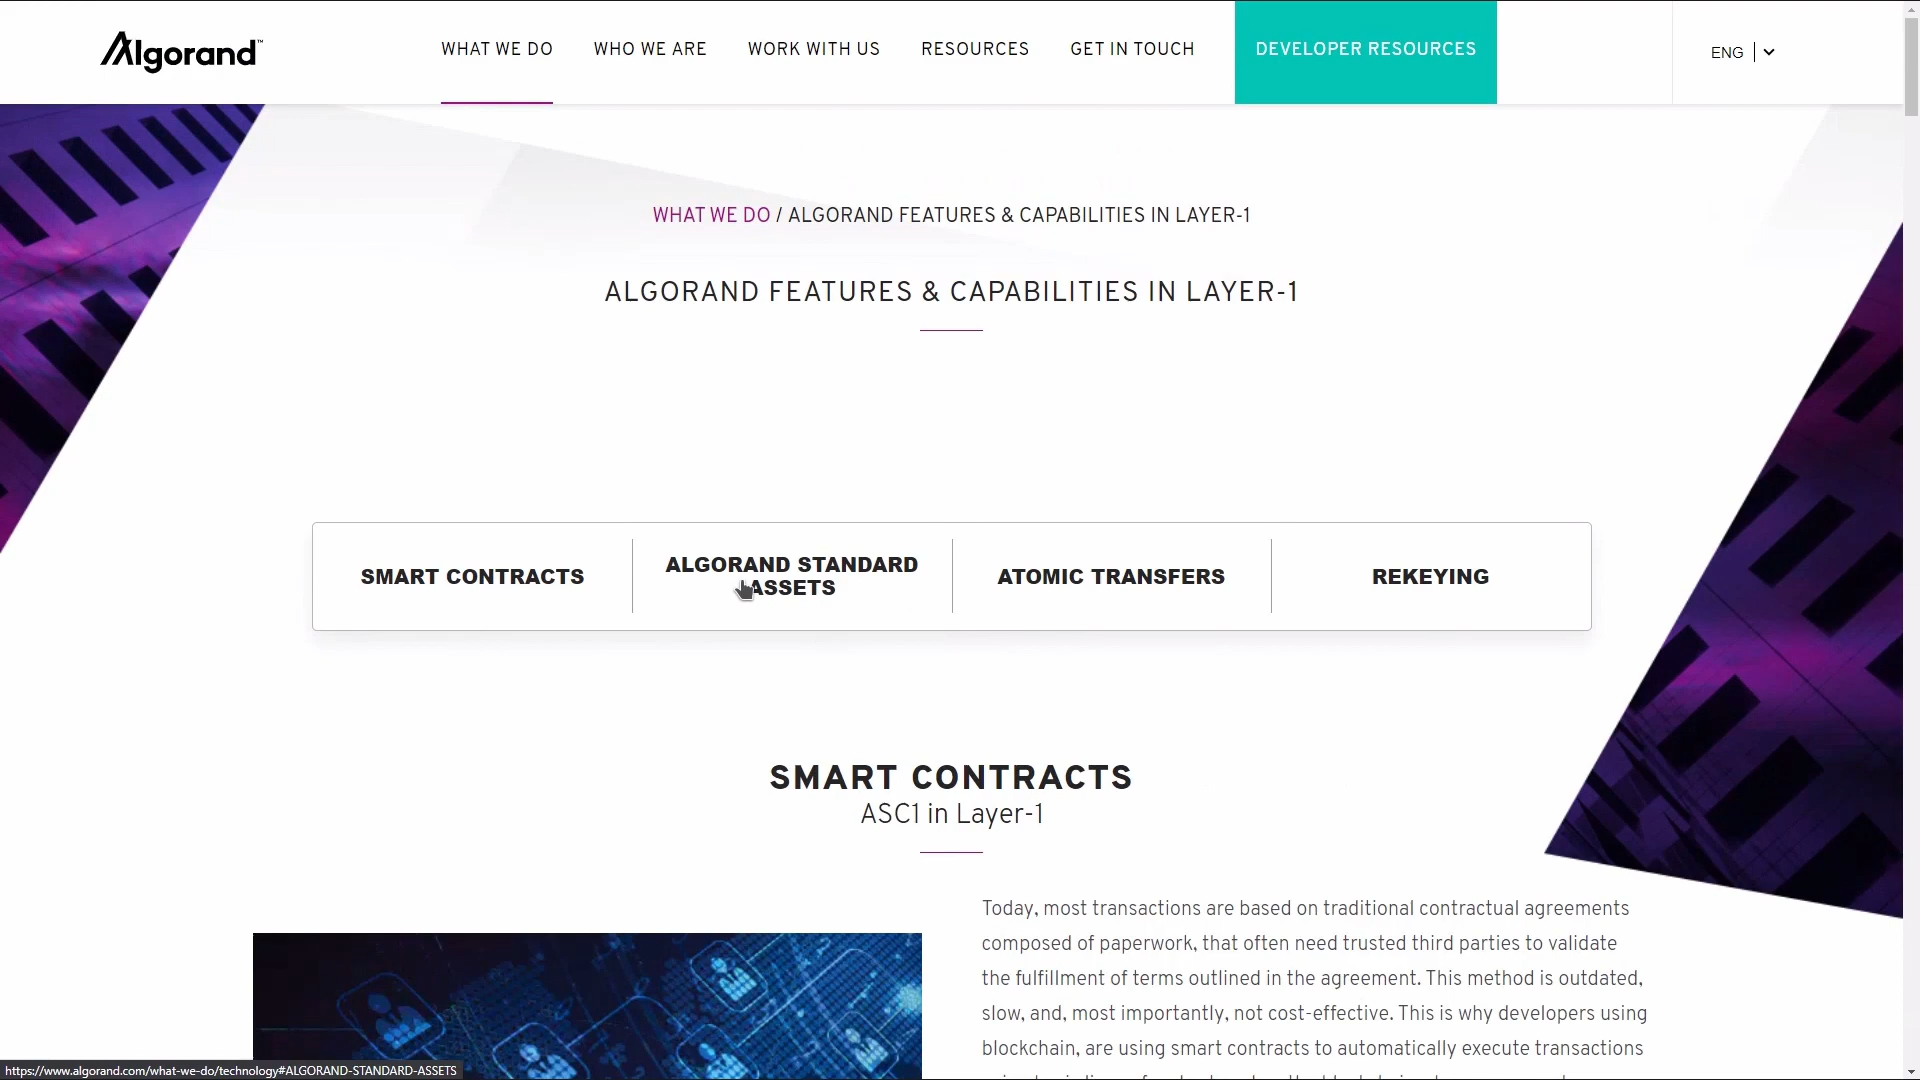 Algorand™
WHAT WE DO
WHO WE ARE
WORK WITH US
RESOURCES
GET IN TOUCH
DEVELOPER RESOURCES
ENG
WHAT WE DO / ALGORAND FEATURES & CAPABILITIES IN LAYER-1
ALGORAND FEATURES & CAPABILITIES IN LAYER-1
SMART CONTRACTS
ALGORAND STANDARD
ASSETS
ATOMIC TRANSFERS
REKEYING
SMART CONTRACTS
ASC1 in Layer-1
Today, most transactions are based on traditional contractual agreements
composed of paperwork, that often need trusted third parties to validate
the fulfillment of terms outlined in the agreement. This method is outdated,
slow, and, most importantly, not cost-effective. This is why developers using
blockchain, are using smart contracts to automatically execute transactions
https://www.algorand.com/what-we-do/technology#ALGORAND-STANDARD-ASSETS